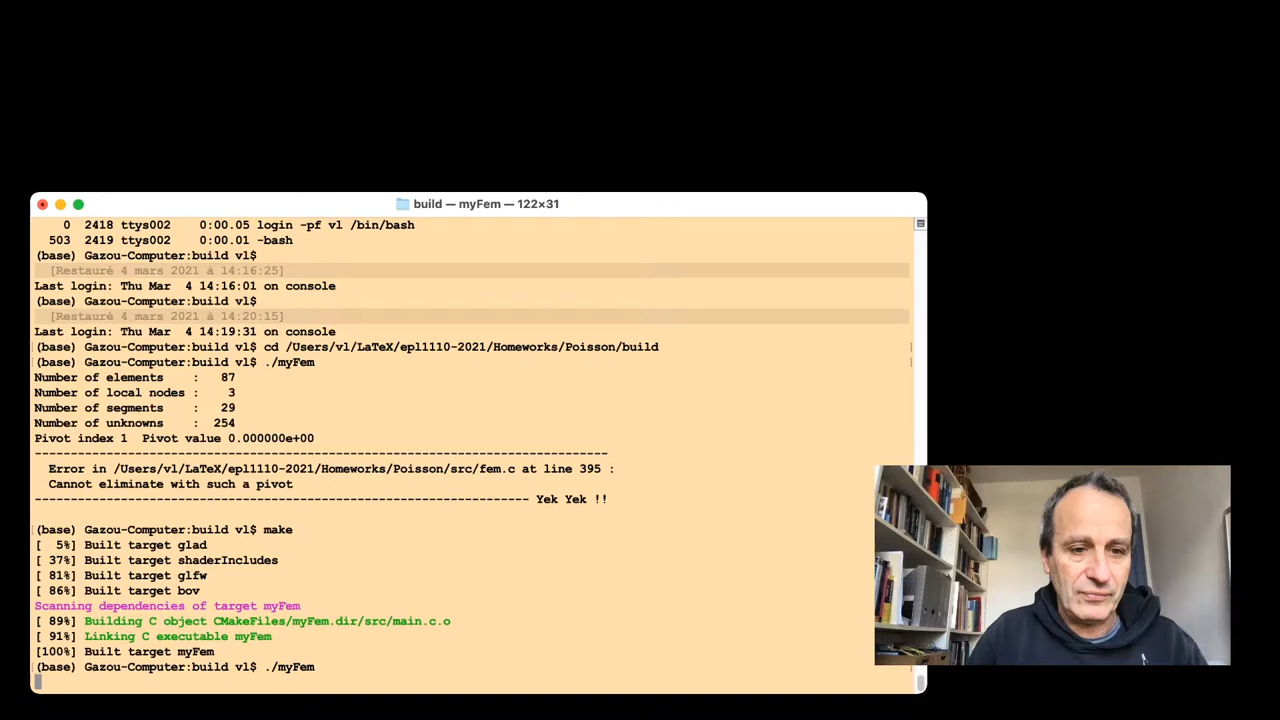 build — myFem — 122×31
0 2418 ttys002 0:00.05 login -pf vl /bin/bash
503 2419 ttys002 0:00.01 -bash
(base) Gazou-Computer:build vl$
[Restauré 4 mars 2021 à 14:16:25]
Last login: Thu Mar 4 14:16:01 on console
(base) Gazou-Computer:build vl$
[Restauré 4 mars 2021 à 14:20:15]
Last login: Thu Mar 4 14:19:31 on console
(base) Gazou-Computer:build vl$ cd /Users/vl/LaTeX/epl1110-2021/Homeworks/Poisson/build
(base) Gazou-Computer:build vl$ ./myFem
Number of elements : 87
Number of local nodes : 3
Number of segments : 29
Number of unknowns : 254
Pivot index 1 Pivot value 0.000000e+00
--------------------------------------------------------------------------------
Error in /Users/vl/LaTeX/epl1110-2021/Homeworks/Poisson/src/fem.c at line 395 :
Cannot eliminate with such a pivot
--------------------------------------------------------------------- Yek Yek !!
(base) Gazou-Computer:build vl$ make
[ 5%] Built target glad
[ 37%] Built target shaderIncludes
[ 81%] Built target glfw
[ 86%] Built target bov
Scanning dependencies of target myFem
[ 89%] Building C object CMakeFiles/myFem.dir/src/main.c.o
[ 91%] Linking C executable myFem
[100%] Built target myFem
(base) Gazou-Computer:build vl$ ./myFem